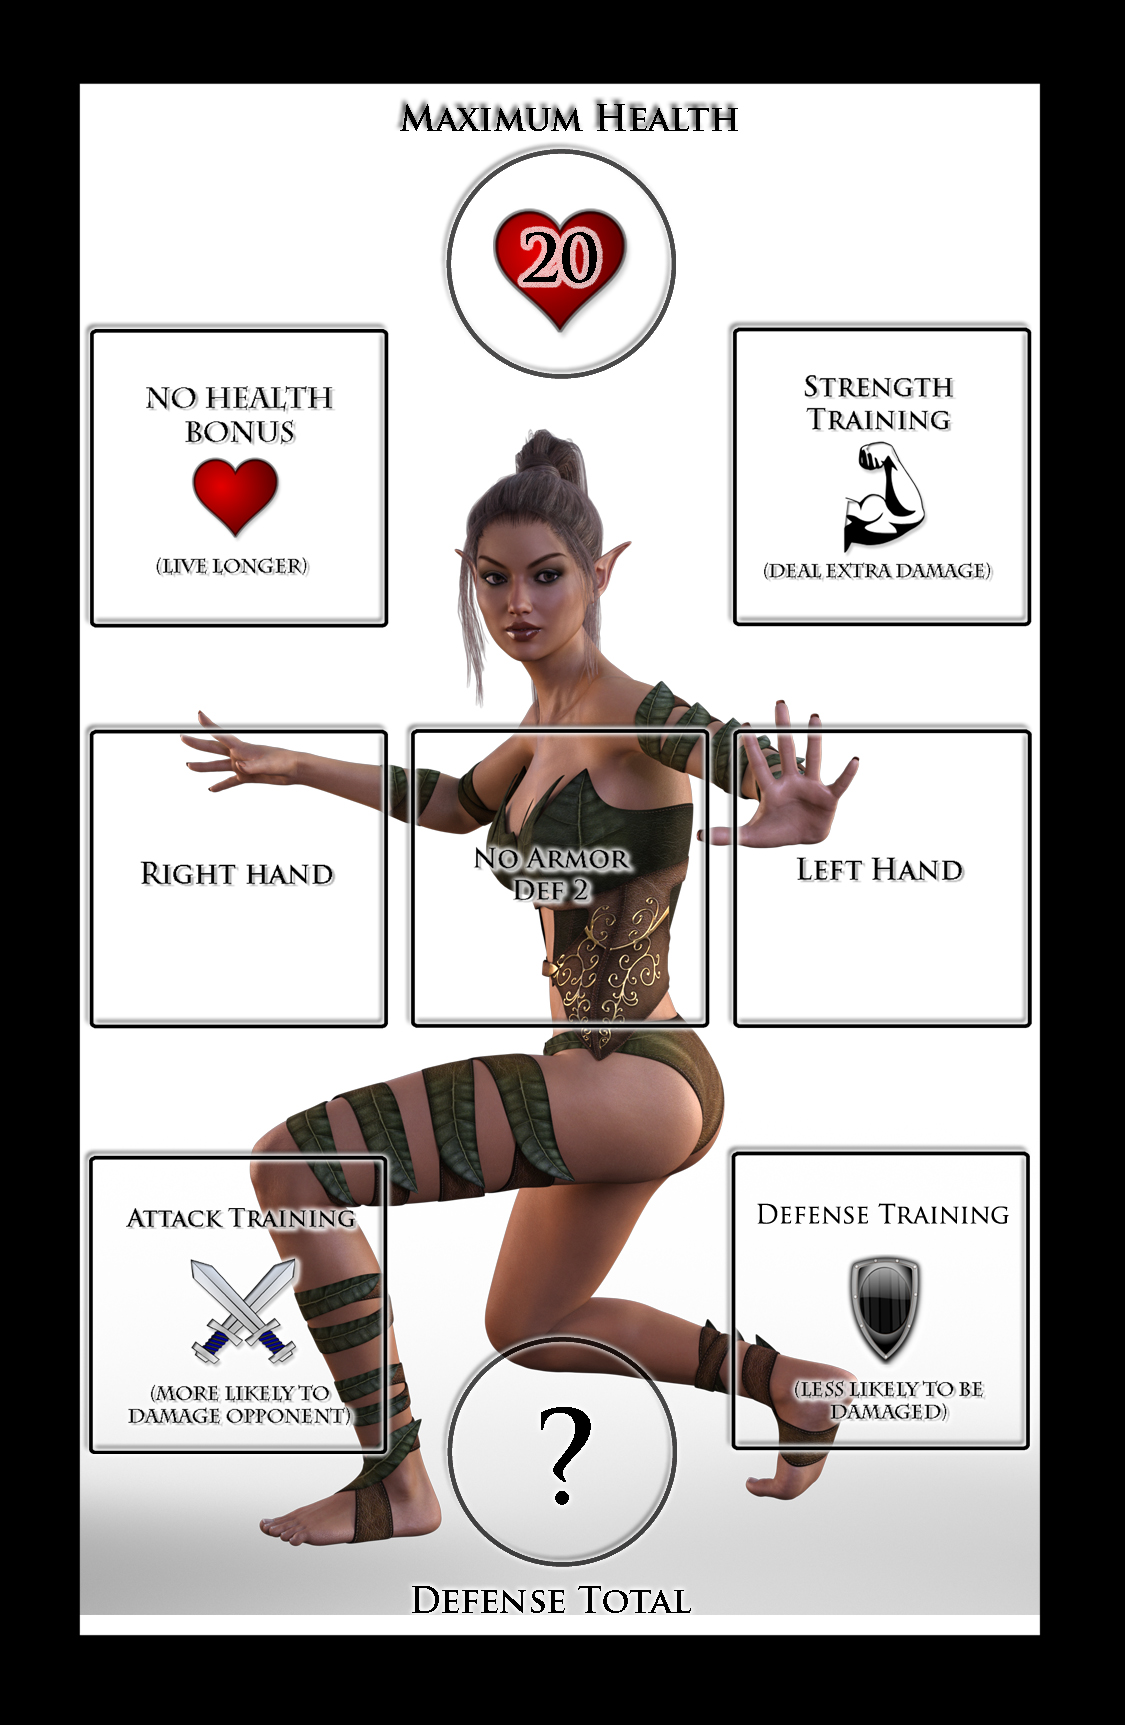 Maximum Health
20
No Health
Bonus
(Live Longer)
Strength
Training
(Deal Extra Damage)
Right Hand
No Armor
Def 2
Left Hand
Attack Training
(More Likely To
Damage Opponent)
Defense Training
(Less Likely To Be
Damaged)
?
Defense Total